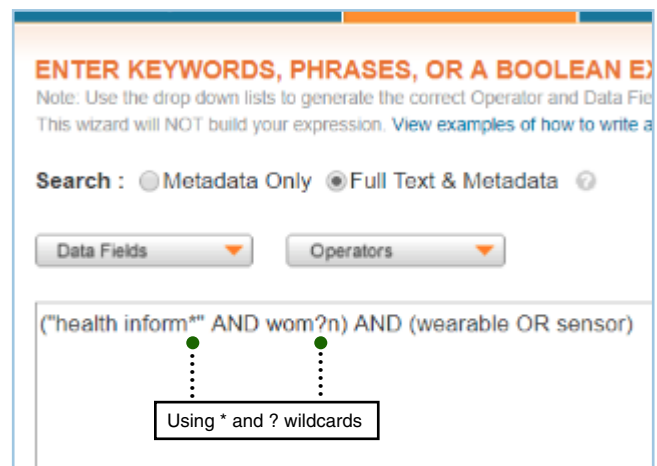 ENTER KEYWORDS, PHRASES, OR A BOOLEAN
Note: Use the drop down lists to generate the correct Operator and Data
This wizard will NOT build your expression. View examples of how to write a
Search : Metadata Only Full Text & Metadata ?
Data Fields Operators
("health inform*" AND wom?n) AND (wearable OR sensor)
Using * and ? wildcards